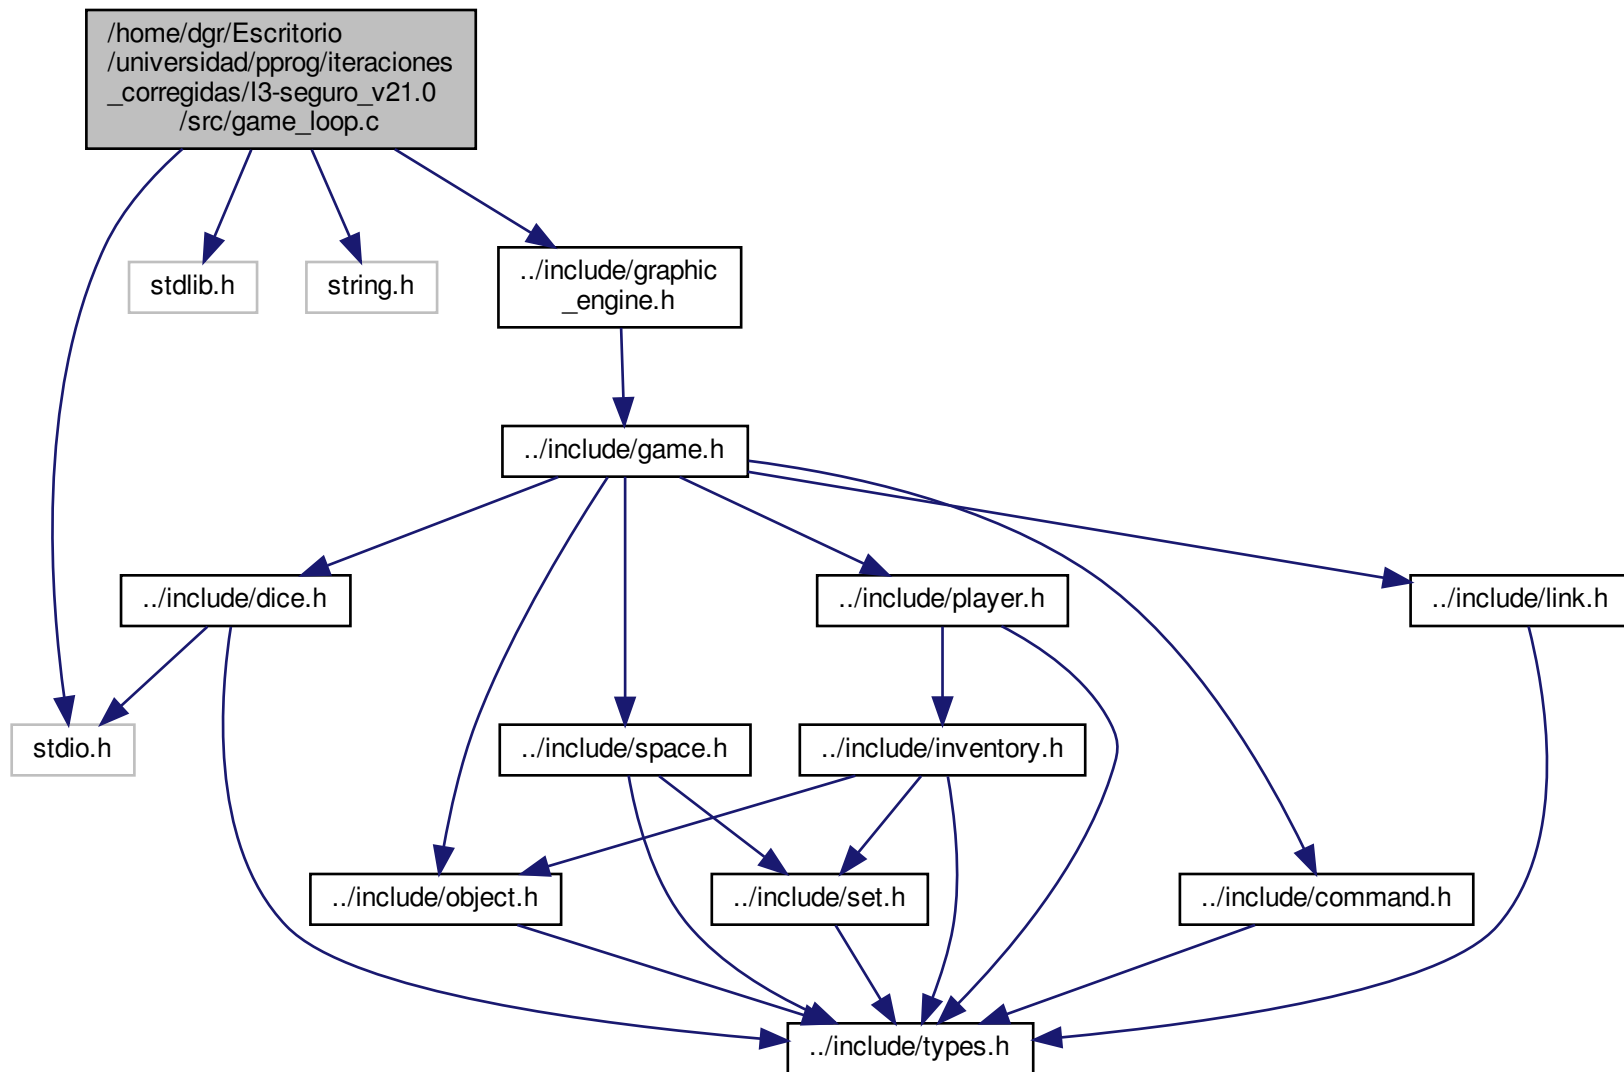 /home/dgr/Escritorio
/universidad/pprog/iteraciones
_corregidas/I3-seguro_v21.0
/src/game_loop.c
stdlib.h
string.h
../include/graphic
_engine.h
../include/game.h
../include/dice.h
../include/player.h
../include/link.h
stdio.h
../include/space.h
../include/inventory.h
../include/object.h
../include/set.h
../include/command.h
../include/types.h